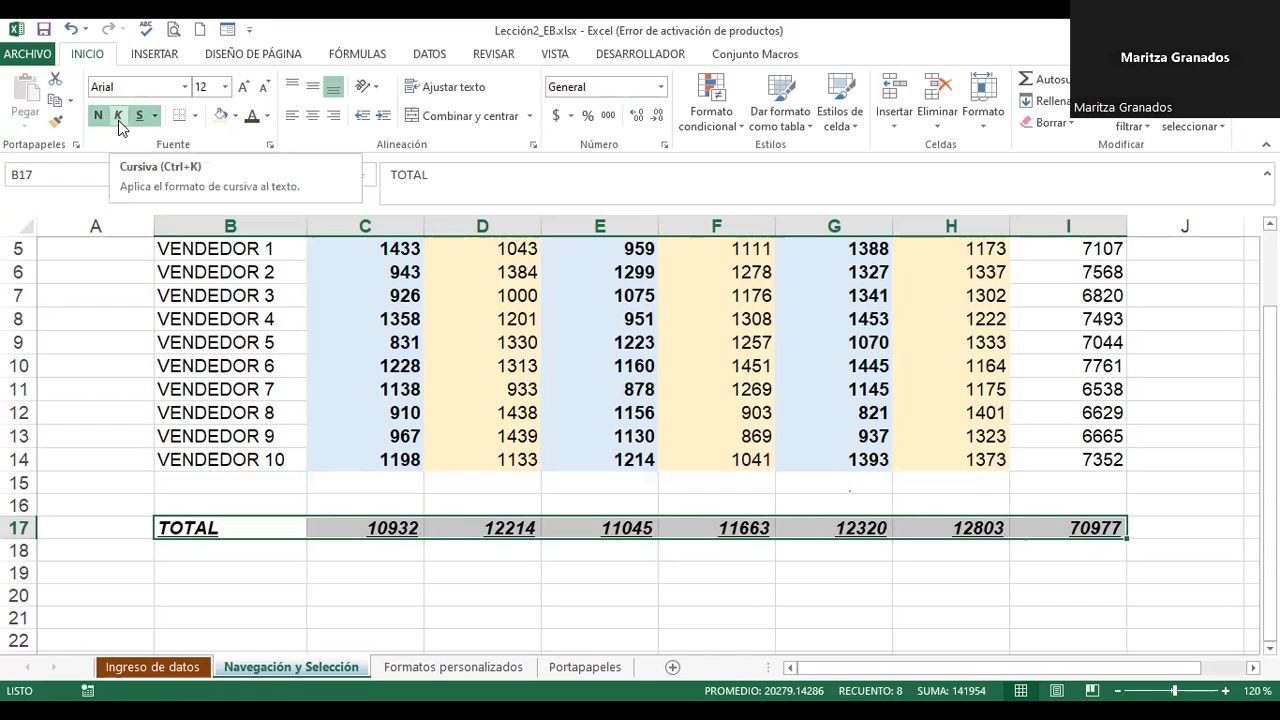 Lección2_EB.xlsx - Excel (Error de activación de productos)
ARCHIVO INICIO INSERTAR DISEÑO DE PÁGINA FÓRMULAS DATOS REVISAR VISTA DESARROLLADOR Conjunto Macros
Maritza Granados
Maritza Granados
Pegar
Arial 12
N K S
Ajustar texto
Combinar y centrar
General
$ % 000
Formato condicional
Dar formato como tabla
Estilos de celda
Insertar Eliminar Formato
Autosu
Rellena
Borrar
filtrar seleccionar
Portapapeles Fuente Alineación Número Estilos Celdas Modificar
Cursiva (Ctrl+K)
Aplica el formato de cursiva al texto.
B17 TOTAL
A B C D E F G H I J
5 VENDEDOR 1 1433 1043 959 1111 1388 1173 7107
6 VENDEDOR 2 943 1384 1299 1278 1327 1337 7568
7 VENDEDOR 3 926 1000 1075 1176 1341 1302 6820
8 VENDEDOR 4 1358 1201 951 1308 1453 1222 7493
9 VENDEDOR 5 831 1330 1223 1257 1070 1333 7044
10 VENDEDOR 6 1228 1313 1160 1451 1445 1164 7761
11 VENDEDOR 7 1138 933 878 1269 1145 1175 6538
12 VENDEDOR 8 910 1438 1156 903 821 1401 6629
13 VENDEDOR 9 967 1439 1130 869 937 1323 6665
14 VENDEDOR 10 1198 1133 1214 1041 1393 1373 7352
15
16
17 TOTAL 10932 12214 11045 11663 12320 12803 70977
18
19
20
21
22
Ingreso de datos Navegación y Selección Formatos personalizados Portapapeles
LISTO PROMEDIO: 20279.14286 RECUENTO: 8 SUMA: 141954 120 %